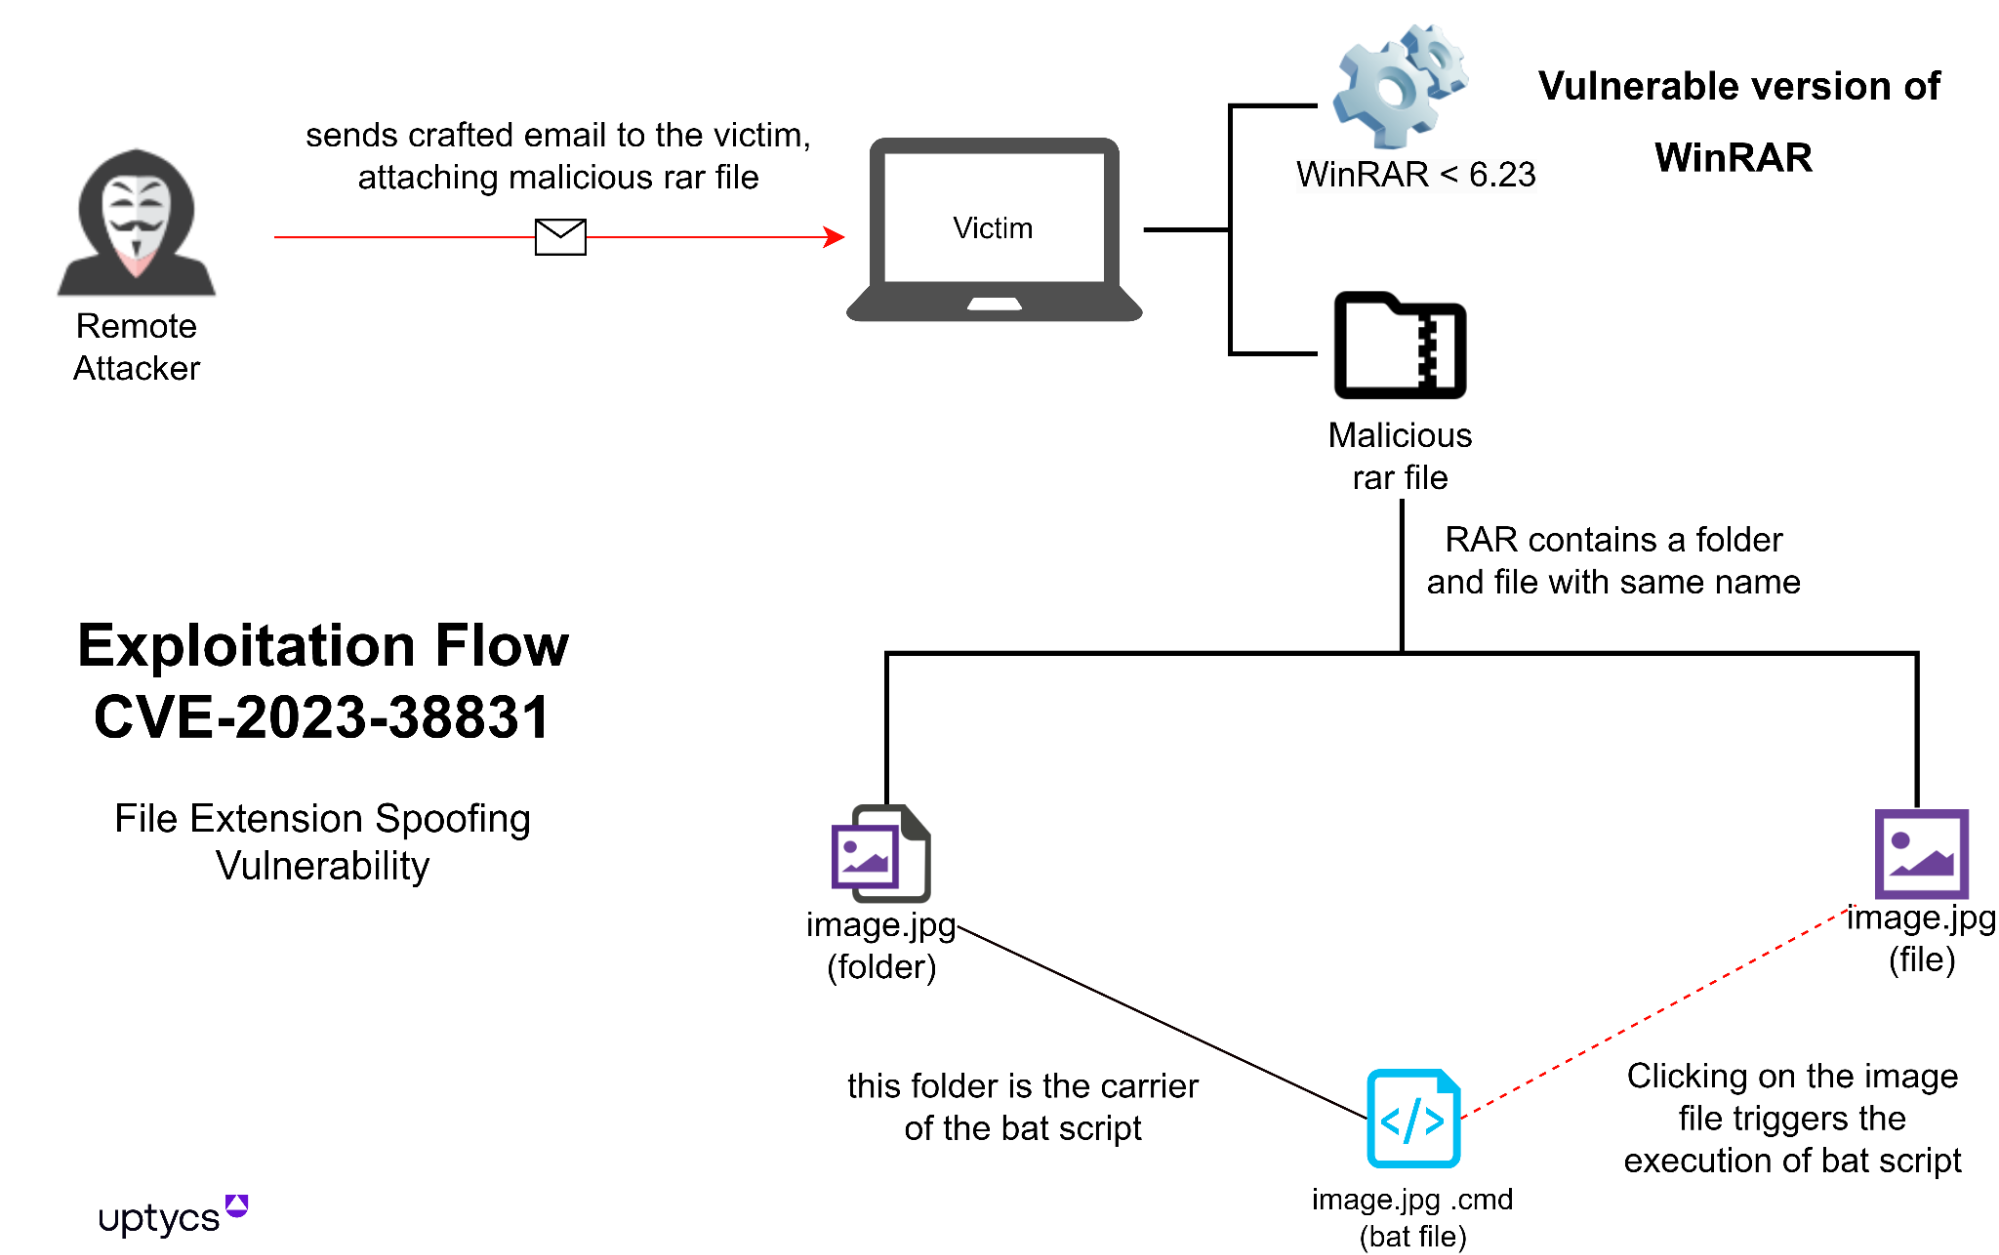 sends crafted email to the victim,
attaching malicious rar file
Remote
Attacker
Victim
WinRAR < 6.23
Vulnerable version of
WinRAR
Malicious
rar file
RAR contains a folder
and file with same name
Exploitation Flow
CVE-2023-38831
File Extension Spoofing
Vulnerability
image.jpg
(folder)
image.jpg
(file)
this folder is the carrier
of the bat script
Clicking on the image
file triggers the
execution of bat script
image.jpg .cmd
(bat file)
uptycs